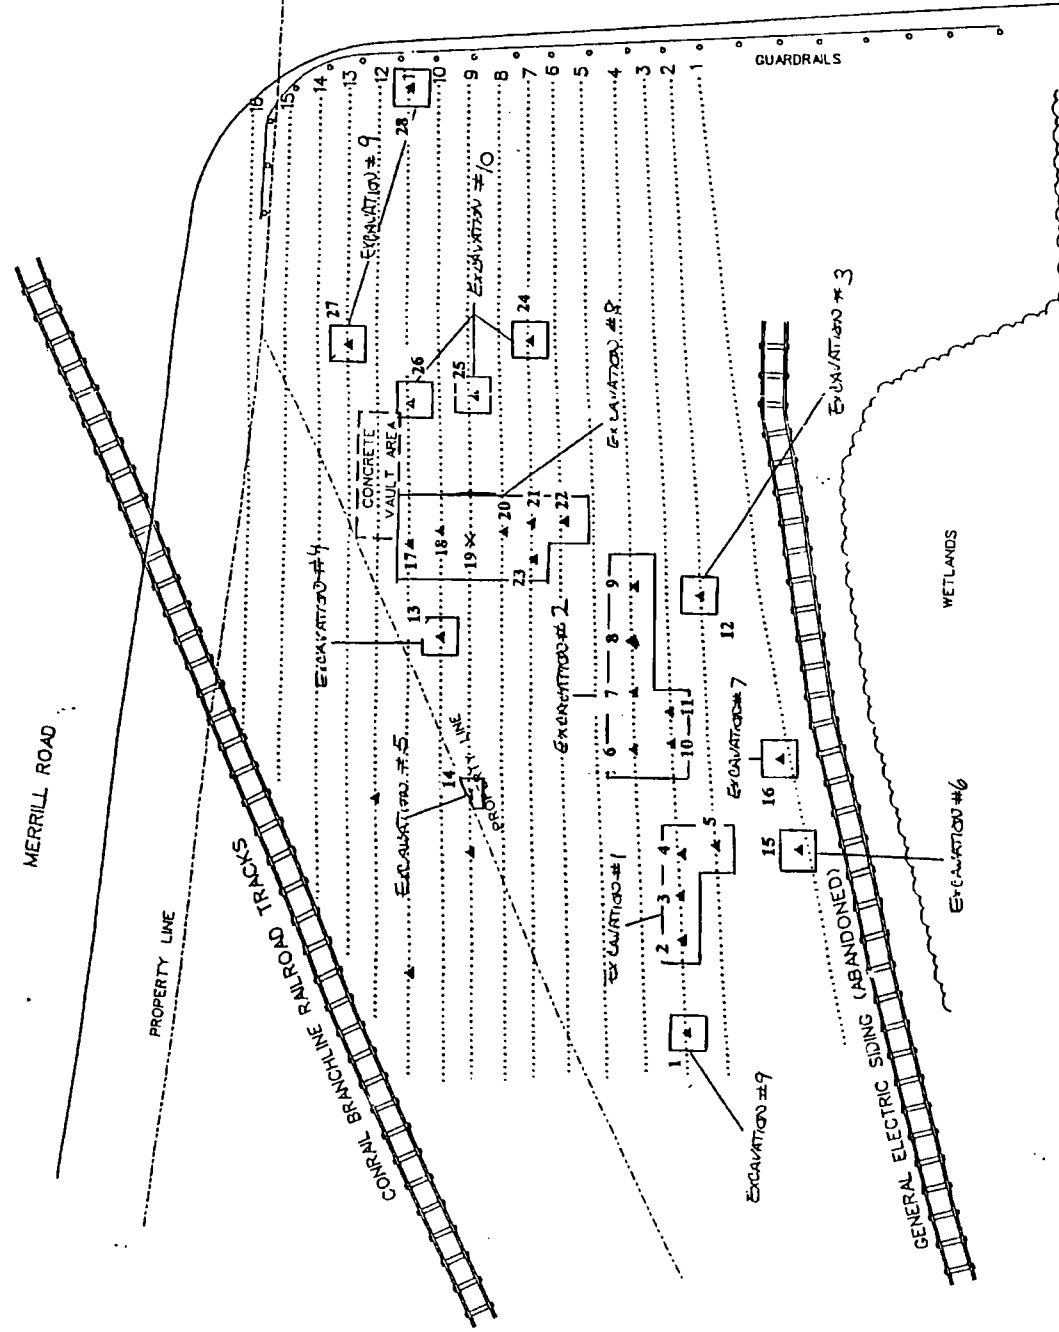 GUARDRAILS
16
15
14
13
12
11
10
9
8
7
6
5
4
3
2
1
28
EXCAVATION #9
EXCAVATION #10
27
24
26
25
CONCRETE
VAULT AREA
EXCAVATION #8
EXCAVATION #3
17
18
19
20
21
22
23
EXCAVATION #4
13
EXCAVATION #2
6
7
8
9
10
11
12
WETLANDS
MERRILL ROAD
EXCAVATION #5
14
PROPERTY LINE
EXCAVATION #7
16
15
EXCAVATION #6
EXCAVATION #1
2
3
4
5
1
EXCAVATION #9
PROPERTY LINE
CONRAIL BRANCHLINE RAILROAD TRACKS
GENERAL ELECTRIC SIDING (ABANDONED)